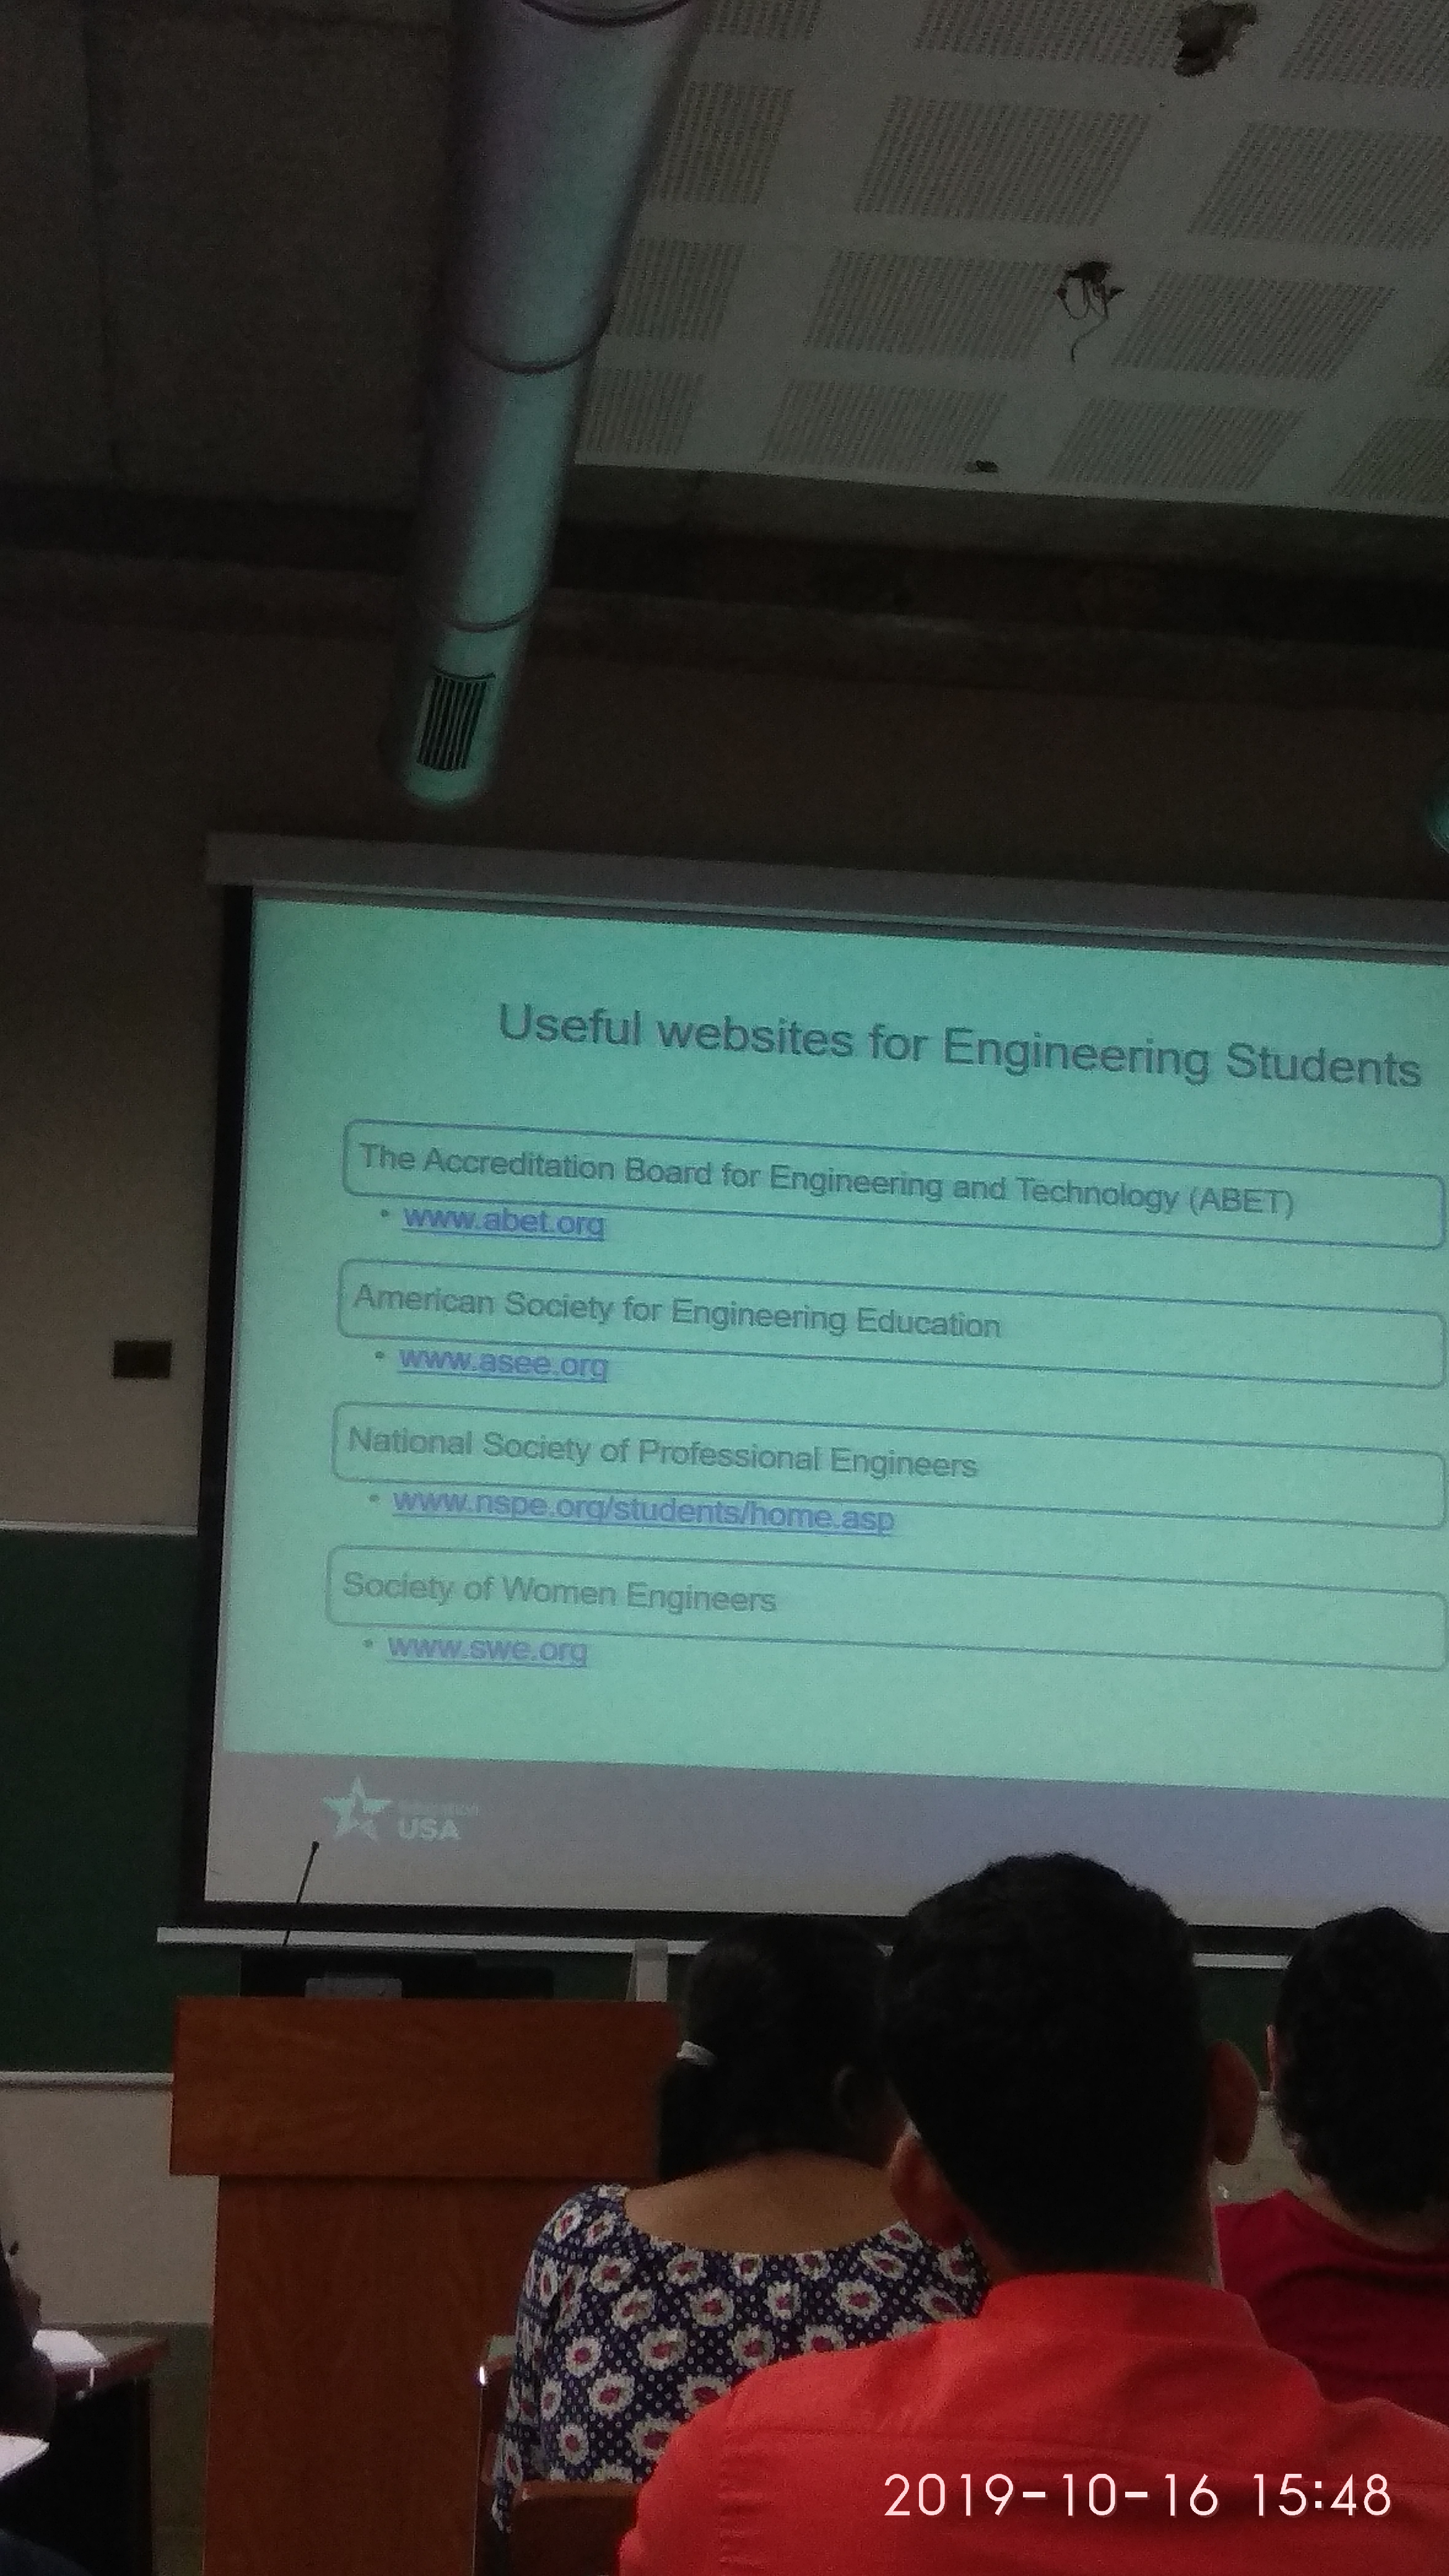 Useful websites for Engineering Students
The Accreditation Board for Engineering and Technology (ABET)
• www.abet.org
American Society for Engineering Education
• www.asee.org
National Society of Professional Engineers
• www.nspe.org/students/home.asp
Society of Women Engineers
• www.swe.org
USA
2019-10-16 15:48